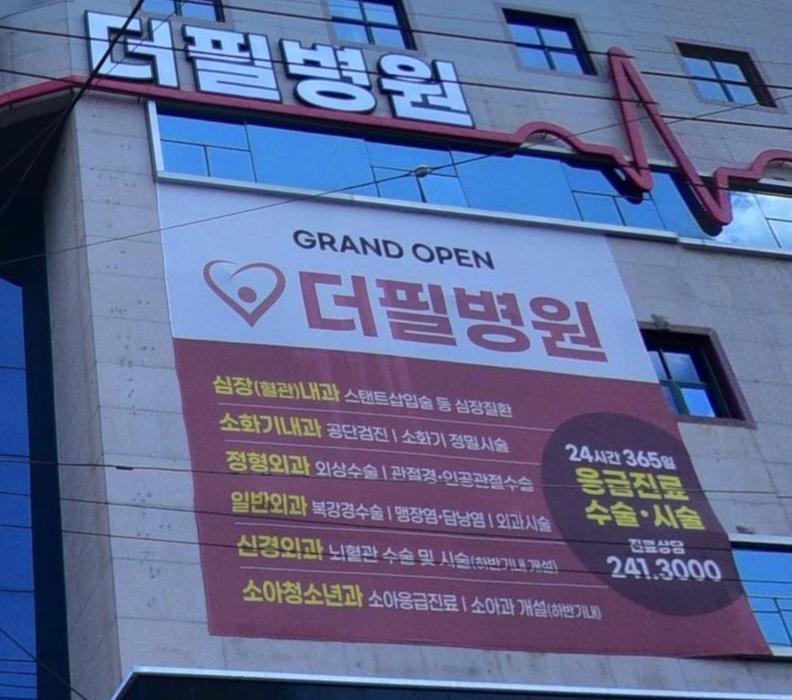 더필병원
GRAND OPEN
더필병원
심장(혈관)내과 스탠트삽입술 등 심장질환
소화기내과 공단검진 | 소화기 정밀시술
정형외과 외상수술 | 관절경·인공관절수술
일반외과 복강경수술 | 맹장염·담낭염 | 외과시술
신경외과 뇌혈관 수술 및 시술(하반기내 개설)
소아청소년과 소아응급진료 | 소아과 개설(하반기내)
24시간 365일
응급진료
수술·시술
진료상담
241.3000